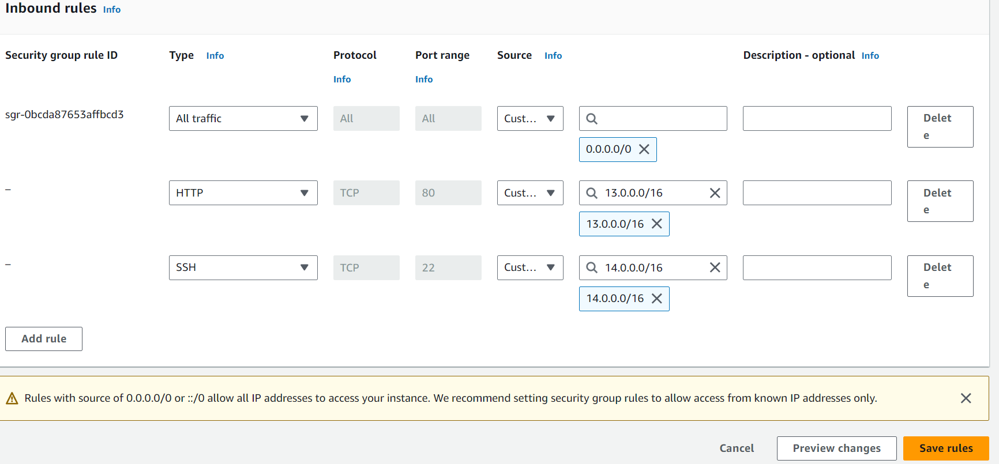 Inbound rules Info
Security group rule ID Type Info Protocol Info Port range Info Source Info Description - optional Info
sgr-0bcda87653affbcd3 All traffic All All Cust... Delet
e
0.0.0.0/0
– HTTP TCP 80 Cust... 13.0.0.0/16 Delet
e
13.0.0.0/16
– SSH TCP 22 Cust... 14.0.0.0/16 Delet
e
14.0.0.0/16
Add rule
Rules with source of 0.0.0.0/0 or ::/0 allow all IP addresses to access your instance. We recommend setting security group rules to allow access from known IP addresses only.
Cancel Preview changes Save rules